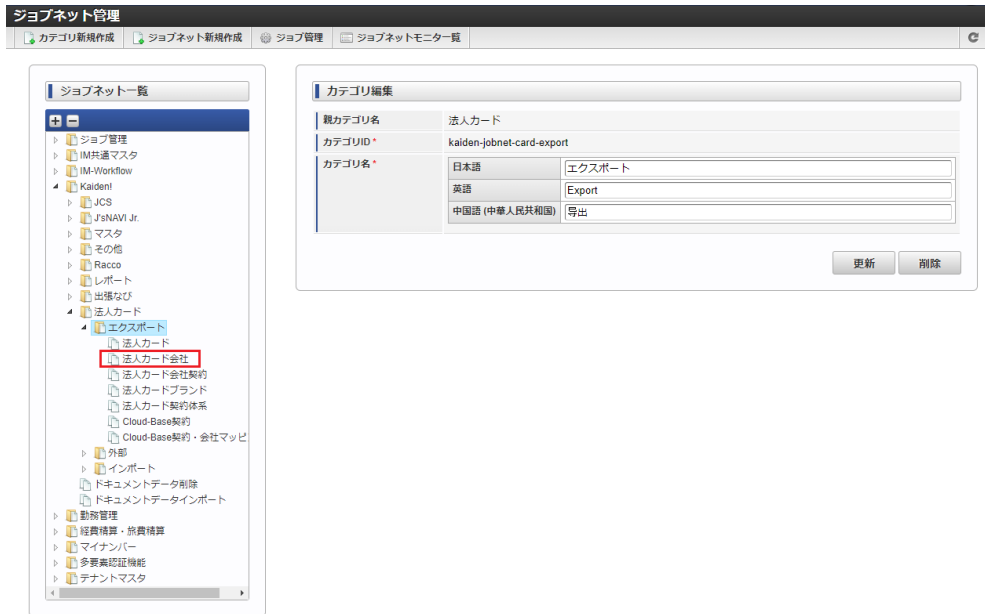 ジョブネット管理
カテゴリ新規作成 ジョブネット新規作成 ジョブ管理 ジョブネットモニタ一覧
ジョブネット一覧
ジョブ管理
IM共通マスタ
IM-Workflow
Kaiden!
JCS
J'sNAVI Jr.
マスタ
その他
Racco
レポート
出張なび
法人カード
エクスポート
法人カード
法人カード会社
法人カード会社契約
法人カードブランド
法人カード契約体系
Cloud-Base契約
Cloud-Base契約・会社マッピ
外部
インポート
ドキュメントデータ削除
ドキュメントデータインポート
勤務管理
経費精算・旅費精算
マイナンバー
多要素認証機能
テナントマスタ
カテゴリ編集
親カテゴリ名 法人カード
カテゴリID* kaiden-jobnet-card-export
カテゴリ名* 日本語 エクスポート
英語 Export
中国語 (中華人民共和国) 导出
更新 削除